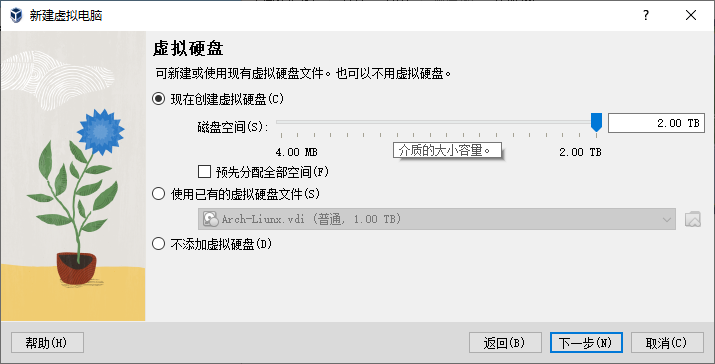 新建虚拟电脑
虚拟硬盘
可新建或使用现有虚拟硬盘文件。也可以不用虚拟硬盘。
现在创建虚拟硬盘(C)
磁盘空间(S):
2.00 TB
4.00 MB
介质的大小容量。
2.00 TB
预先分配全部空间(F)
使用已有的虚拟硬盘文件(S)
Arch-Liunx.vdi (普通, 1.00 TB)
不添加虚拟硬盘(D)
帮助(H)
返回(B)
下一步(N)
取消(C)